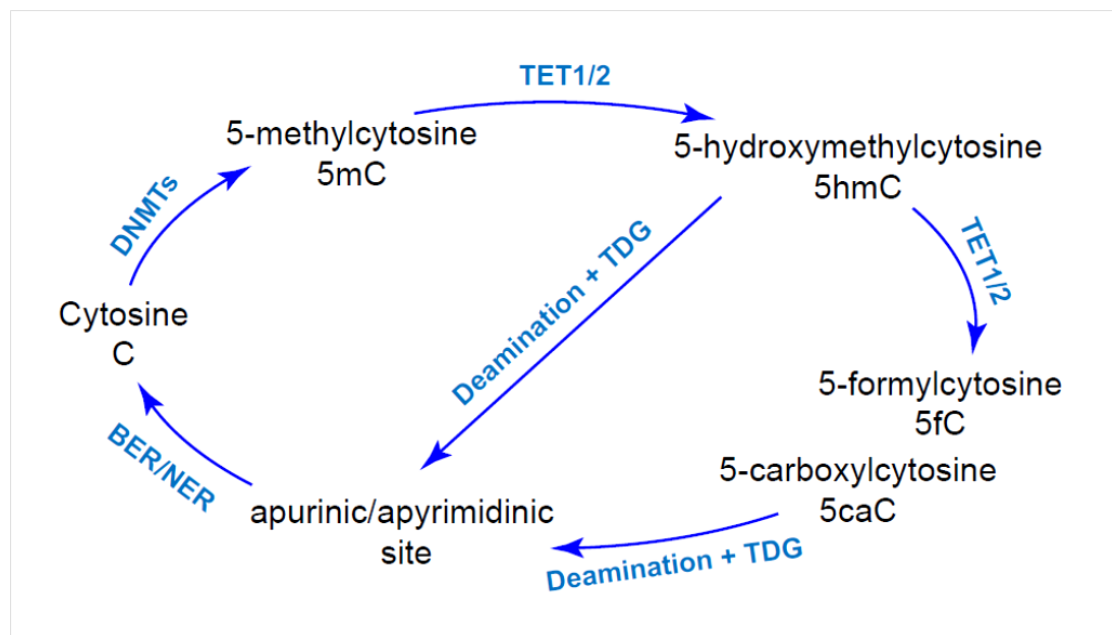 TET1/2
5-methylcytosine
5mC
5-hydroxymethylcytosine
5hmC
DNMTs
TET1/2
Deamination + TDG
Cytosine
C
5-formylcytosine
5fC
BER/NER
5-carboxylcytosine
5caC
apurinic/apyrimidinic
site
Deamination + TDG